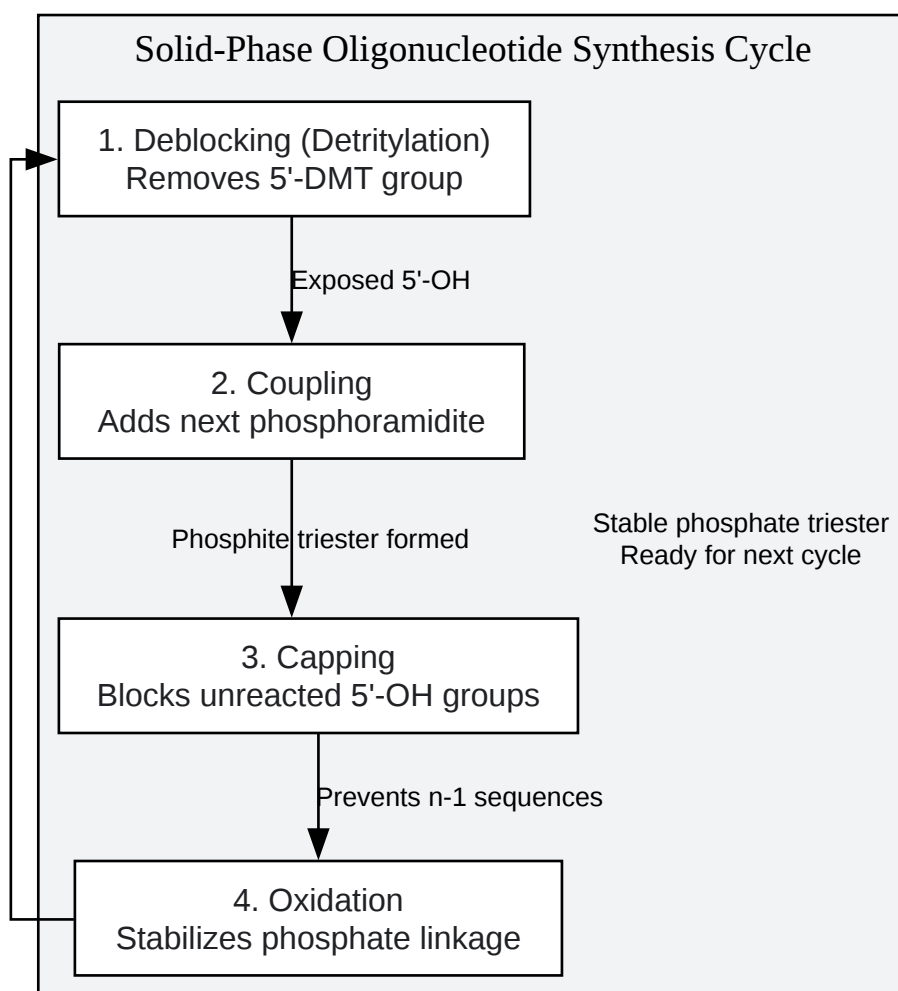 Solid-Phase Oligonucleotide Synthesis Cycle
1. Deblocking (Detritylation)
Removes 5'-DMT group
Exposed 5'-OH
2. Coupling
Adds next phosphoramidite
Phosphite triester formed
Stable phosphate triester
Ready for next cycle
3. Capping
Blocks unreacted 5'-OH groups
Prevents n-1 sequences
4. Oxidation
Stabilizes phosphate linkage